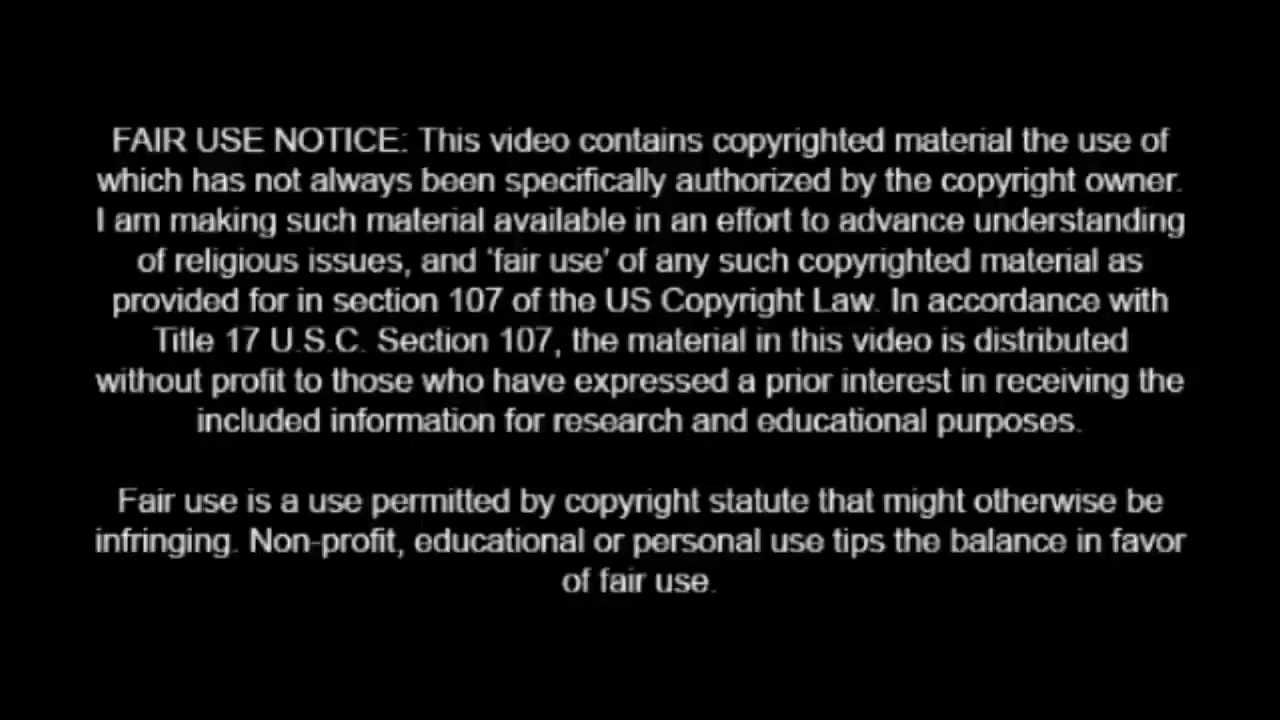 FAIR USE NOTICE: This video contains copyrighted material the use of
which has not always been specifically authorized by the copyright owner.
I am making such material available in an effort to advance understanding
of religious issues, and ‘fair use’ of any such copyrighted material as
provided for in section 107 of the US Copyright Law. In accordance with
Title 17 U.S.C. Section 107, the material in this video is distributed
without profit to those who have expressed a prior interest in receiving the
included information for research and educational purposes.
Fair use is a use permitted by copyright statute that might otherwise be
infringing. Non-profit, educational or personal use tips the balance in favor
of fair use.